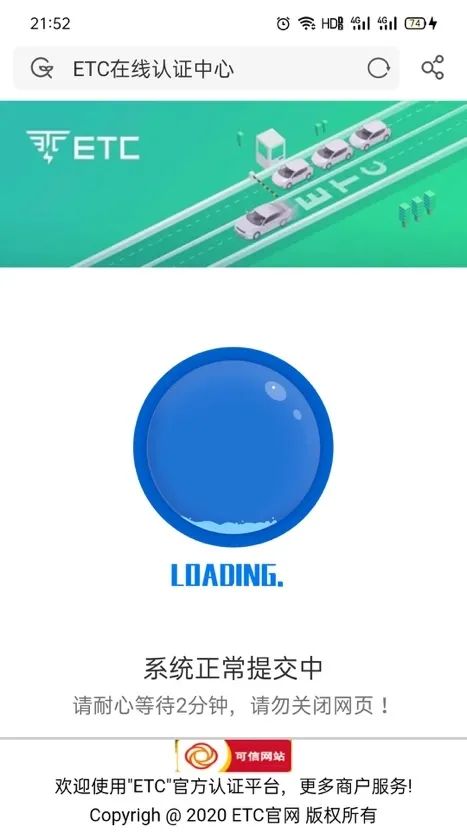 21:52
HD 4G 4G 74
ETC在线认证中心
ETC
ETC
LOADING.
系统正常提交中
请耐心等待2分钟，请勿关闭网页！
可信网站
欢迎使用"ETC"官方认证平台，更多商户服务!
Copyrigh @ 2020 ETC官网 版权所有